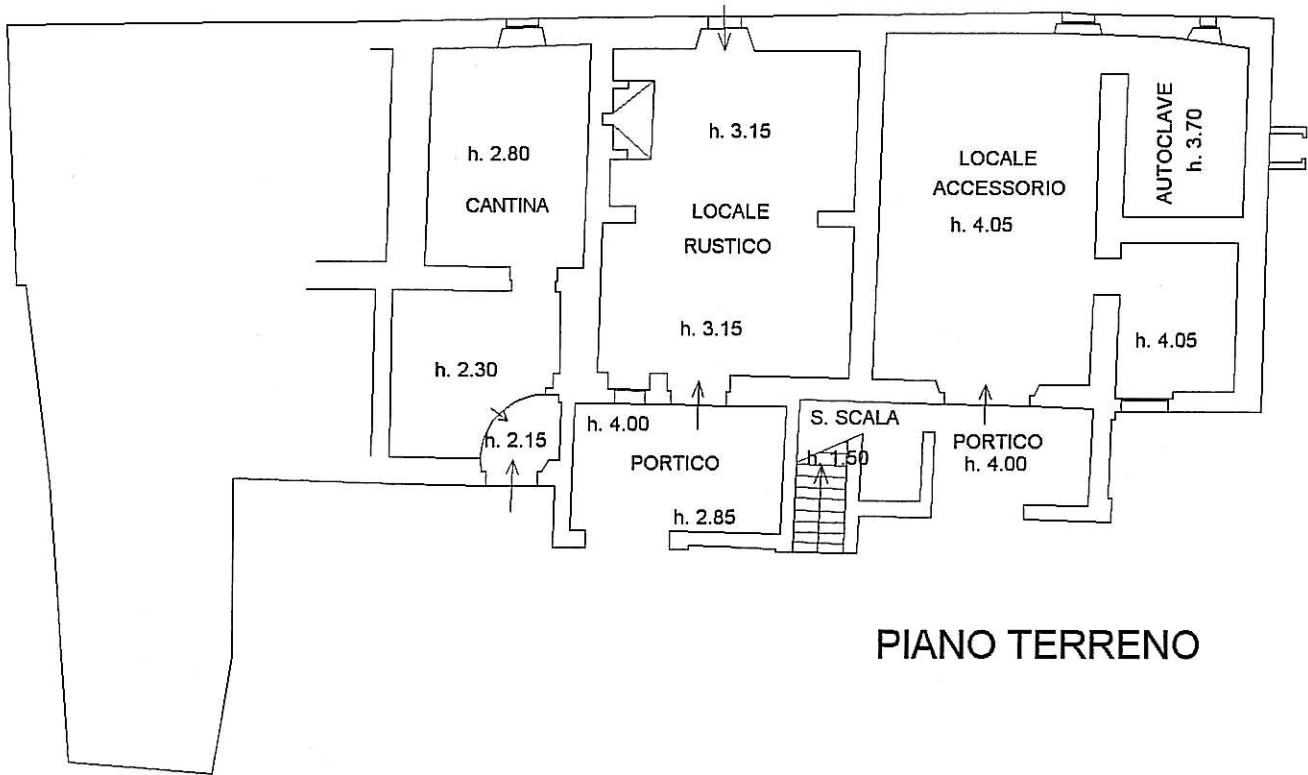 h. 2.80
CANTINA
h. 2.30
h. 2.15
h. 3.15
LOCALE
RUSTICO
h. 3.15
h. 4.00
PORTICO
h. 2.85
LOCALE
ACCESSORIO
h. 4.05
AUTOCLAVE
h. 3.70
h. 4.05
S. SCALA
h. 1.50
PORTICO
h. 4.00
PIANO TERRENO